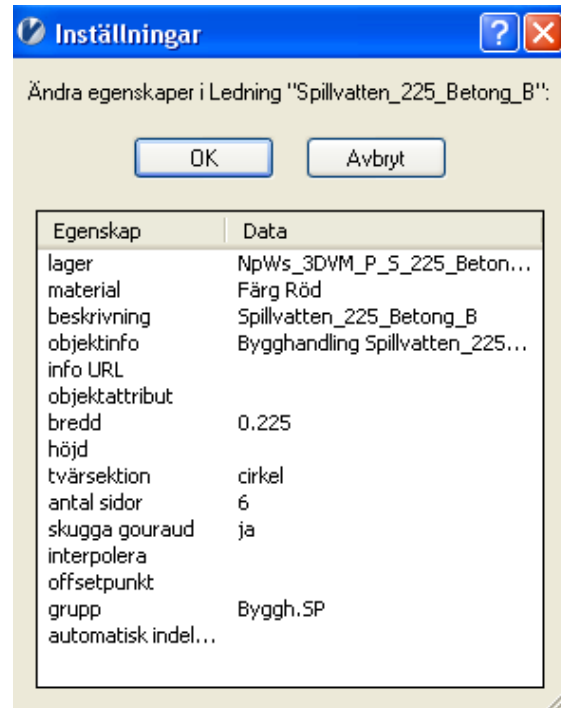 Inställningar
Ändra egenskaper i Ledning "Spillvatten_225_Betong_B":
OK Avbryt
Egenskap Data
lager NpWs_3DVM_P_S_225_Beton...
material Färg Röd
beskrivning Spillvatten_225_Betong_B
objektinfo Bygghandling Spillvatten_225...
info URL
objektattribut
bredd 0.225
höjd
tvärsektion cirkel
antal sidor 6
skugga gouraud ja
interpolera
offsetpunkt
grupp Byggh.SP
automatisk indel...